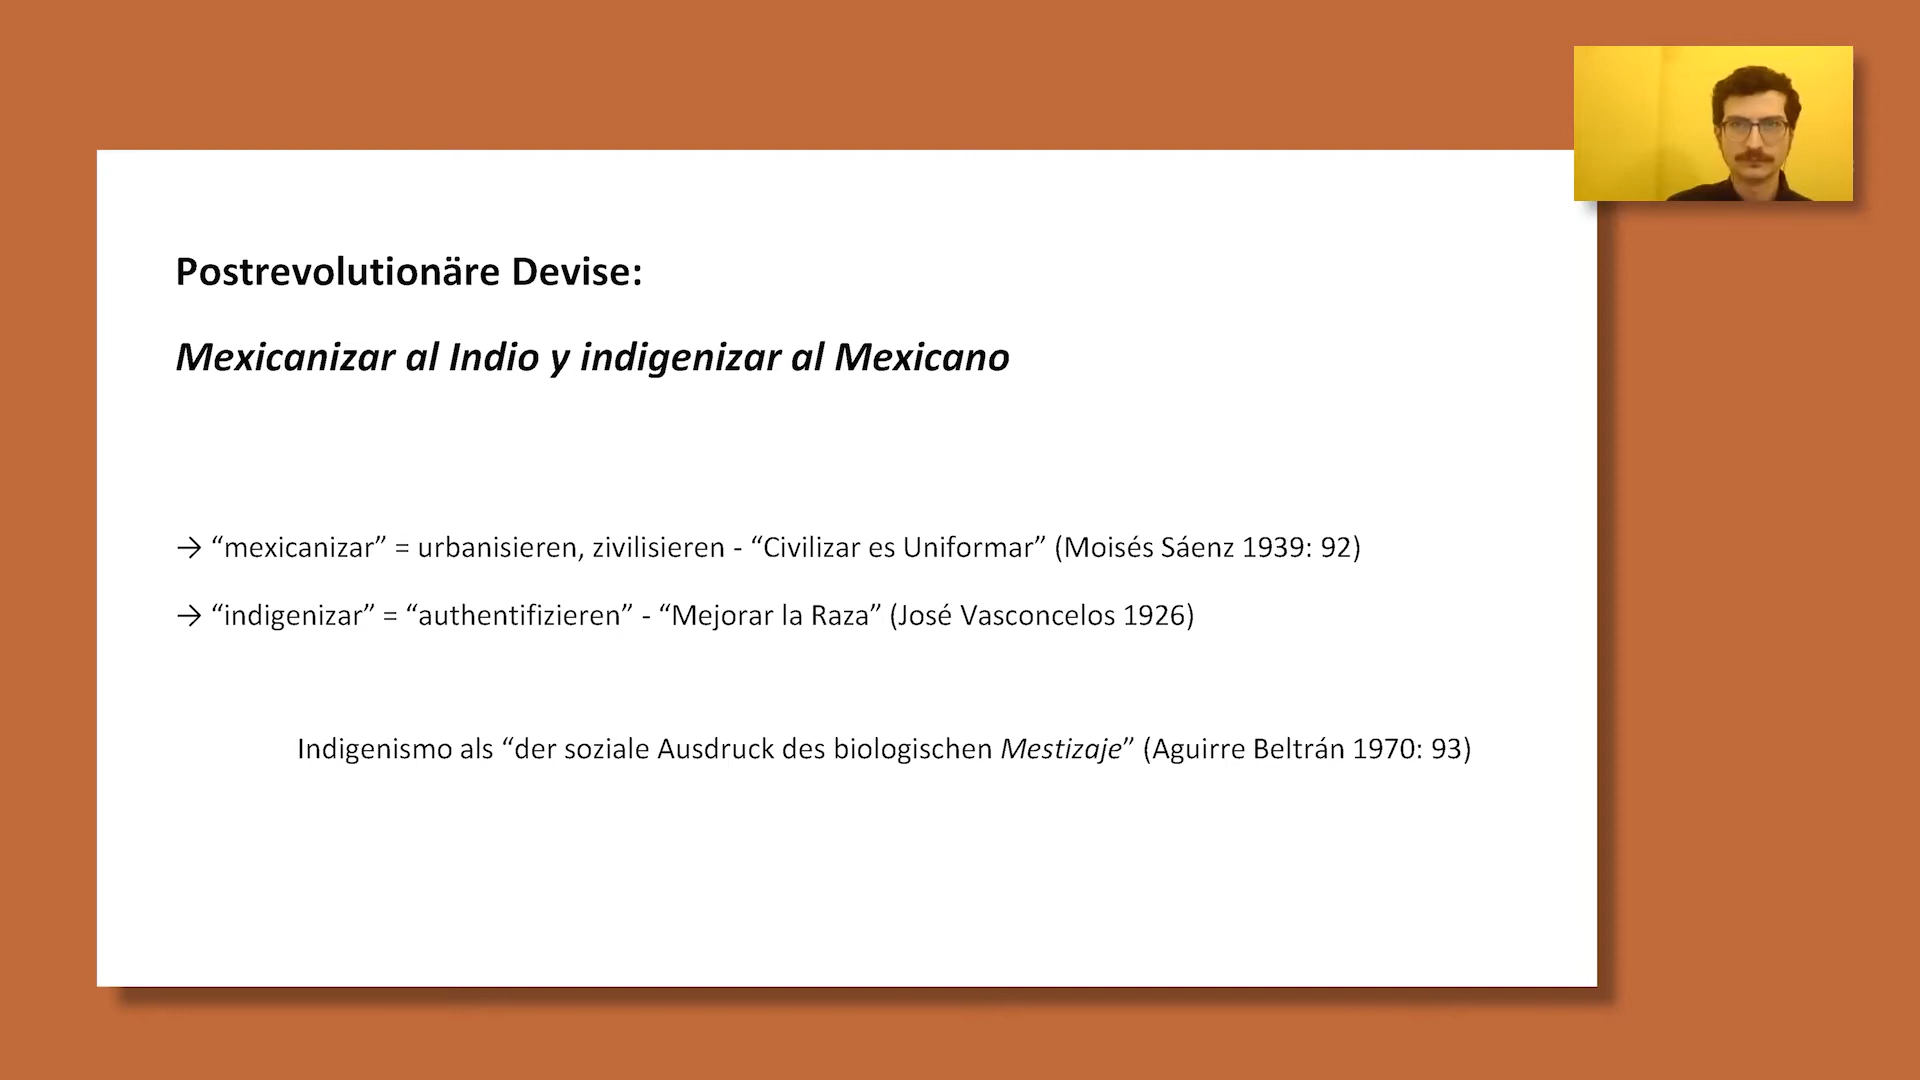 Postrevolutionäre Devise:
Mexicanizar al Indio y indigenizar al Mexicano
→ “mexicanizar” = urbanisieren, zivilisieren - “Civilizar es Uniformar” (Moisés Sáenz 1939: 92)
→ “indigenizar” = “authentifizieren” - “Mejorar la Raza” (José Vasconcelos 1926)
Indigenismo als “der soziale Ausdruck des biologischen Mestizaje” (Aguirre Beltrán 1970: 93)